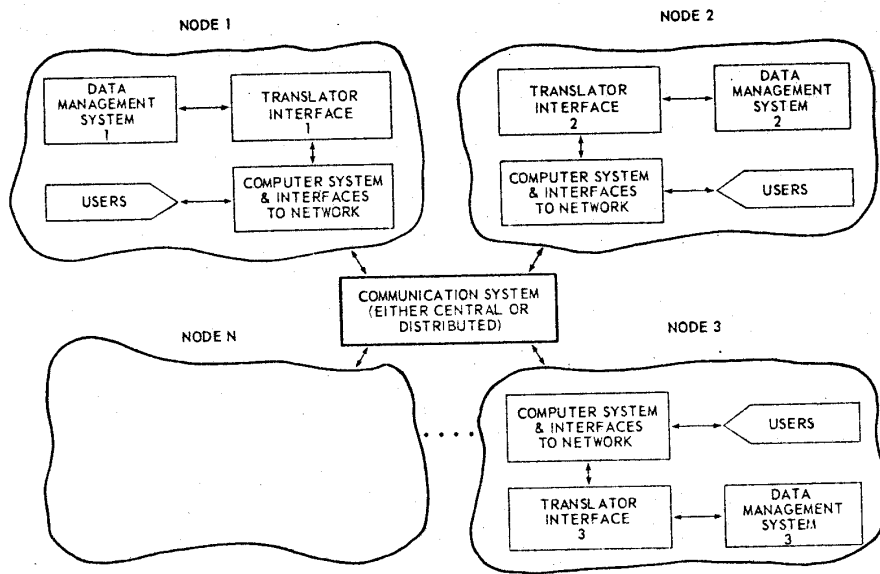 NODE 1
DATA
MANAGEMENT
SYSTEM
1
TRANSLATOR
INTERFACE
1
USERS
COMPUTER SYSTEM
& INTERFACES
TO NETWORK
NODE 2
TRANSLATOR
INTERFACE
2
DATA
MANAGEMENT
SYSTEM
2
COMPUTER SYSTEM
& INTERFACES
TO NETWORK
USERS
COMMUNICATION SYSTEM
(EITHER CENTRAL OR
DISTRIBUTED)
NODE N
NODE 3
COMPUTER SYSTEM
& INTERFACES
TO NETWORK
USERS
TRANSLATOR
INTERFACE
3
DATA
MANAGEMENT
SYSTEM
3